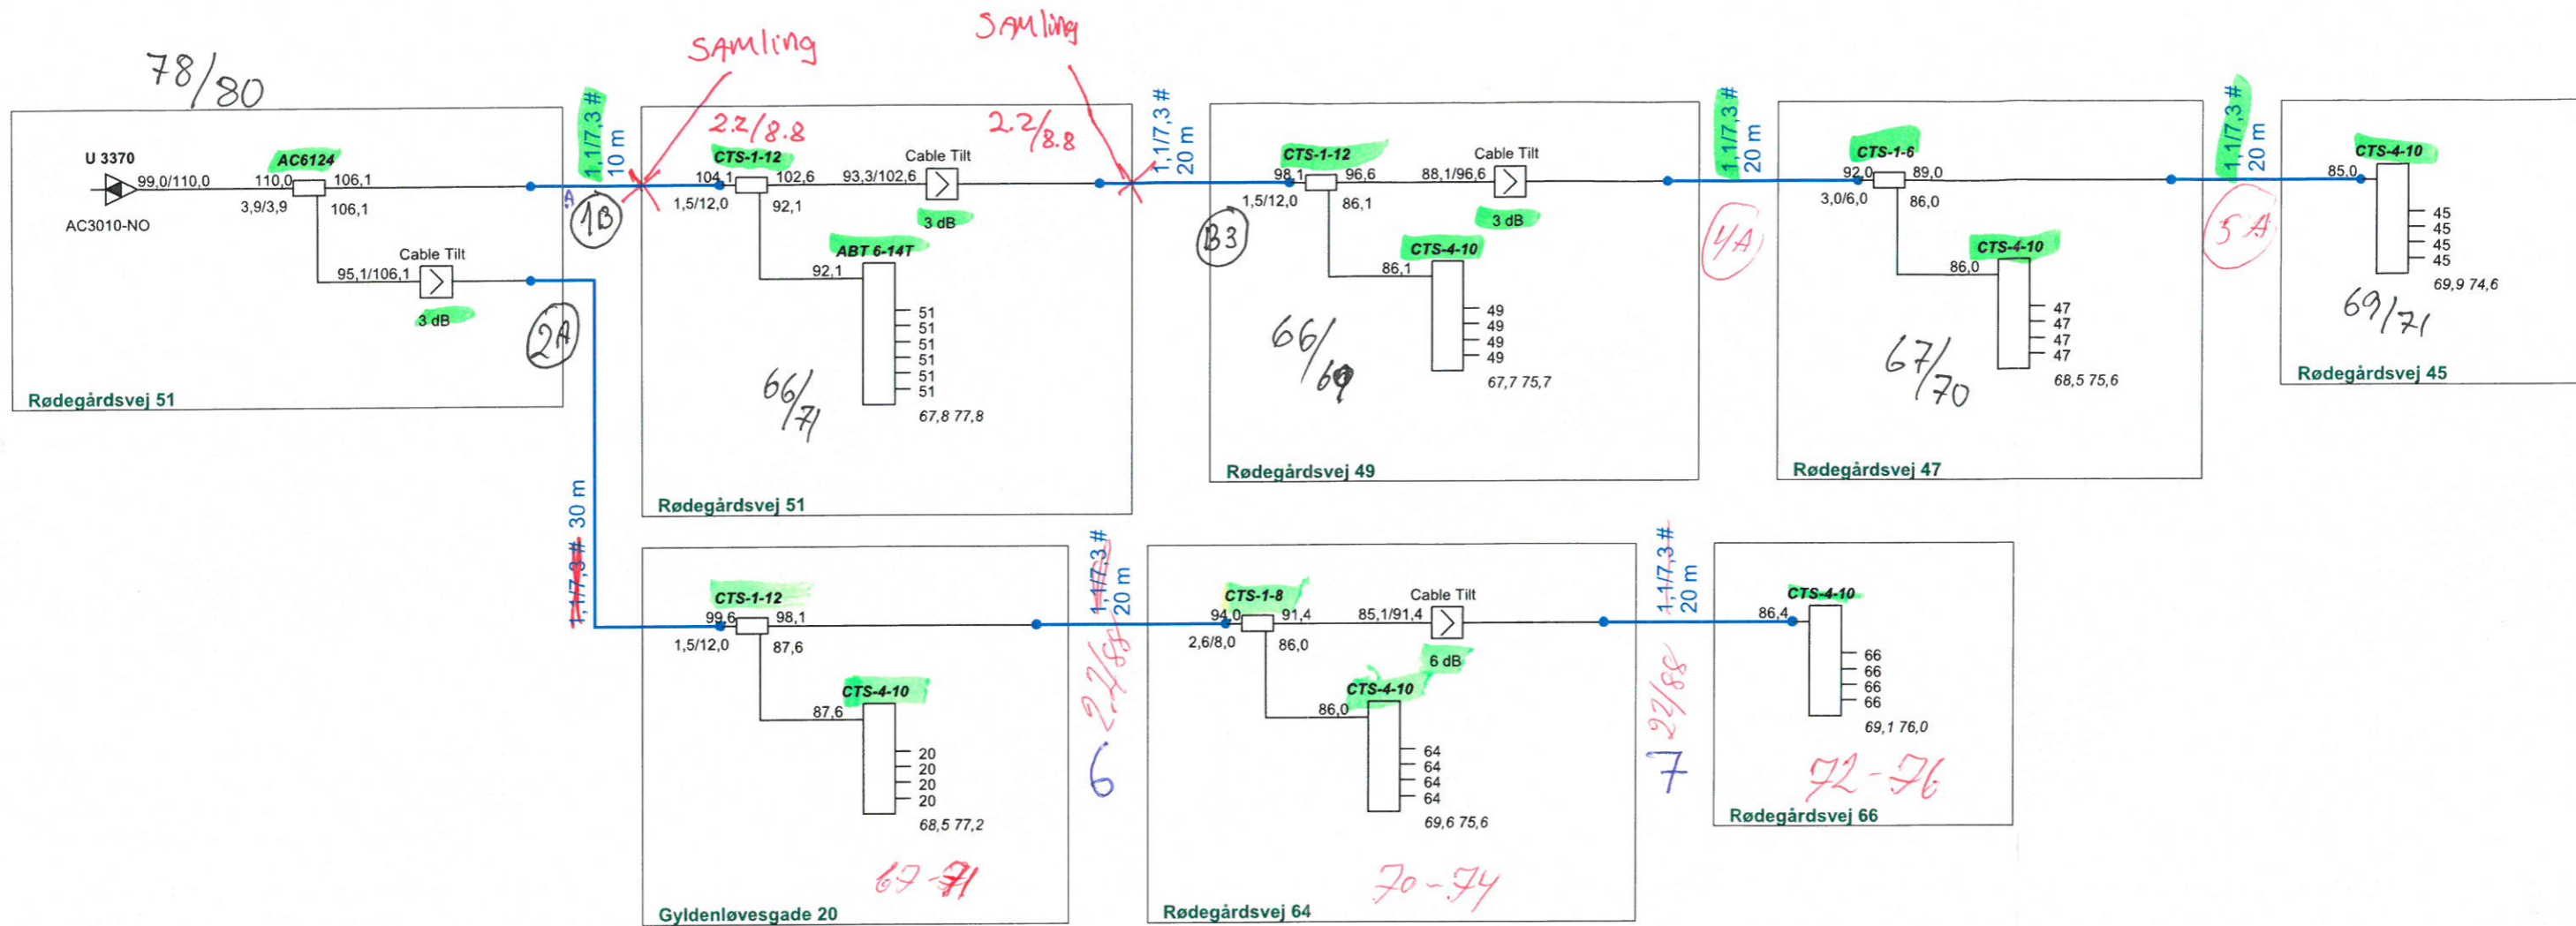 78/80
SAMling
SAMling
U 3370
99,0/110,0
AC3010-NO
AC6124
110,0
106,1
3,9/3,9
106,1
Cable Tilt
95,1/106,1
3 dB
Rødegårdsvej 51
1,1/7,3 #
10 m
A
1B
2A
2.2/8.8
CTS-1-12
104,1
102,6
1,5/12,0
92,1
Cable Tilt
93,3/102,6
3 dB
2.2/8.8
ABT 6-14T
92,1
51
51
51
51
51
51
67,8 77,8
66/71
Rødegårdsvej 51
1,1/7,3 #
20 m
B3
CTS-1-12
98,1
96,6
1,5/12,0
86,1
Cable Tilt
88,1/96,6
3 dB
CTS-4-10
86,1
49
49
49
49
67,7 75,7
66/69
Rødegårdsvej 49
1,1/7,3 #
20 m
4A
CTS-1-6
92,0
89,0
3,0/6,0
86,0
CTS-4-10
86,0
47
47
47
47
68,5 75,6
67/70
Rødegårdsvej 47
1,1/7,3 #
20 m
5A
CTS-4-10
85,0
45
45
45
45
69,9 74,6
69/71
Rødegårdsvej 45
1,1/7,3 # 30 m
CTS-1-12
99,6
98,1
1,5/12,0
87,6
CTS-4-10
87,6
20
20
20
20
68,5 77,2
67-71
Gyldenløvesgade 20
1,1/7,3 #
20 m
2.2/88
6
CTS-1-8
94,0
91,4
2,6/8,0
86,0
Cable Tilt
85,1/91,4
6 dB
CTS-4-10
86,0
64
64
64
64
69,6 75,6
70-74
Rødegårdsvej 64
1,1/7,3 #
20 m
22/88
7
CTS-4-10
86,4
66
66
66
66
69,1 76,0
72-76
Rødegårdsvej 66